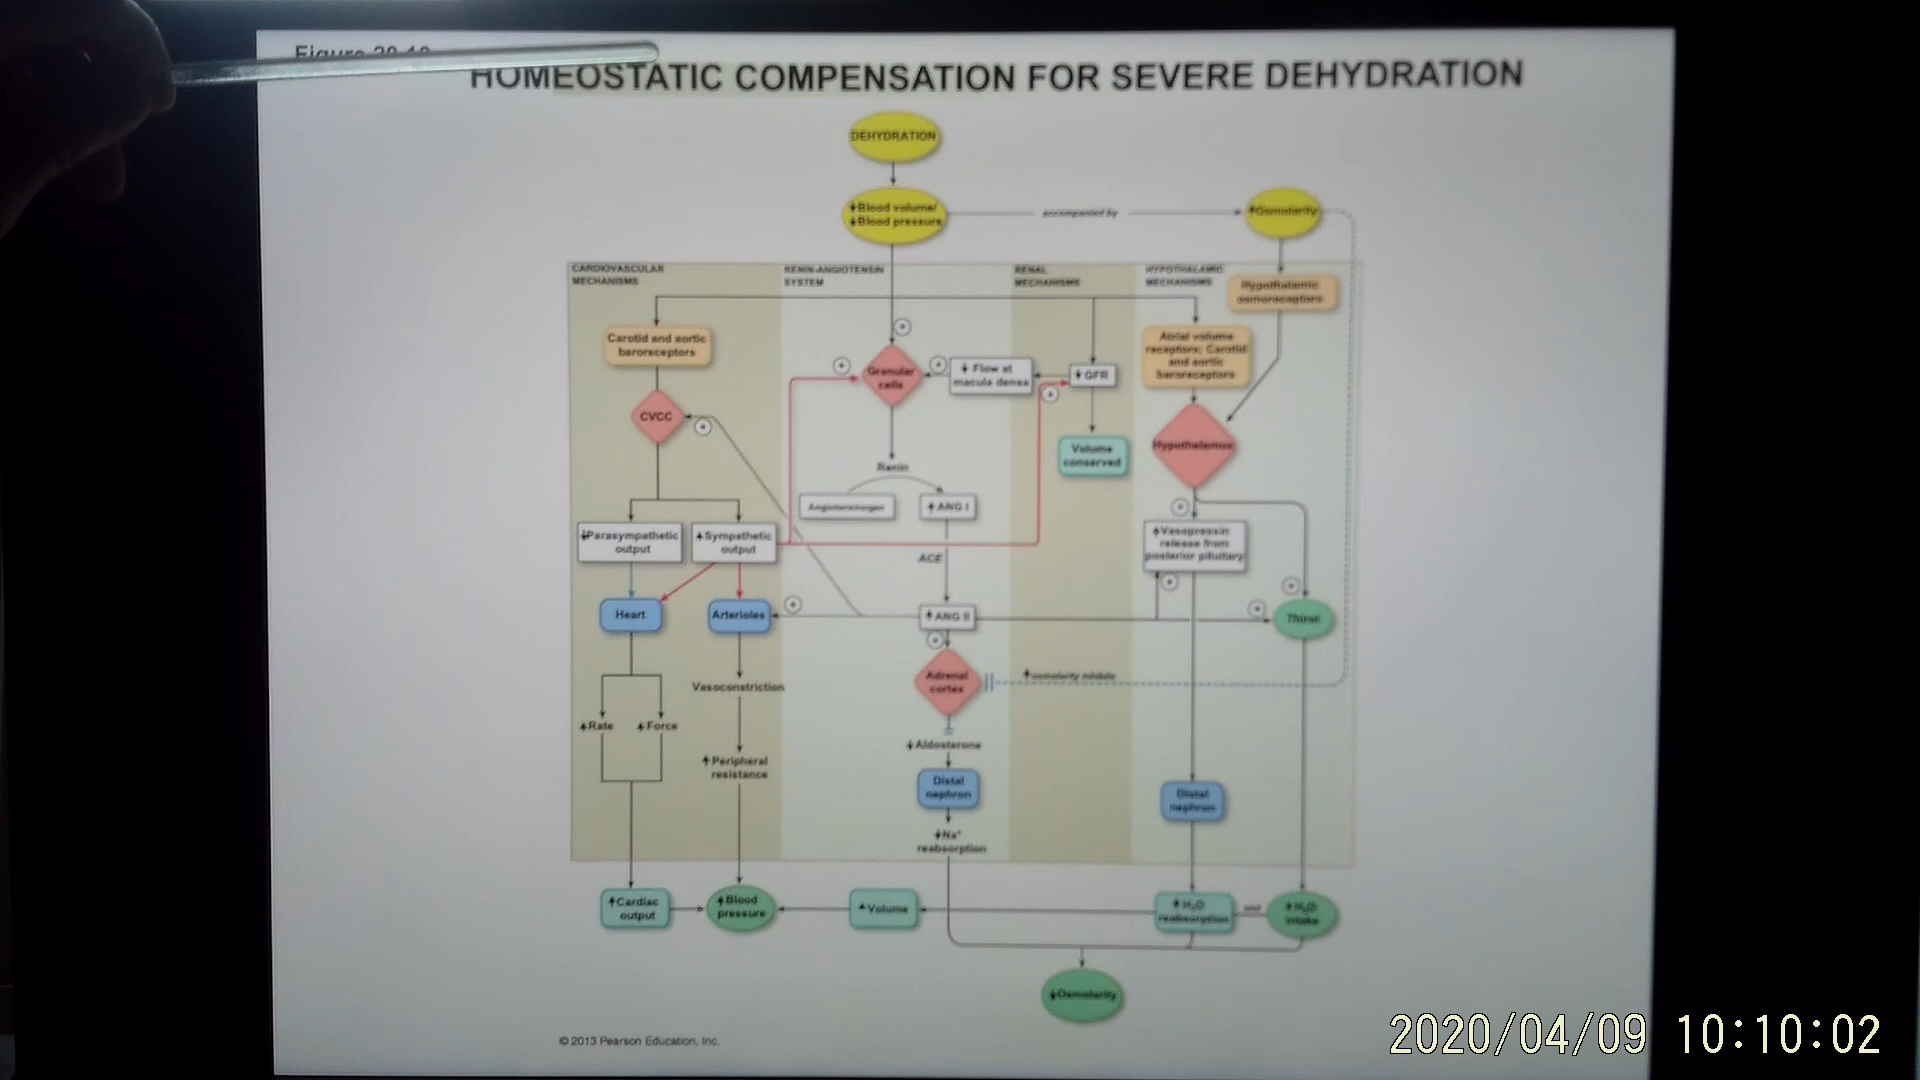 Figure 20.18
HOMEOSTATIC COMPENSATION FOR SEVERE DEHYDRATION
DEHYDRATION
Blood volume/
Blood pressure
accompanied by
Osmolarity
CARDIOVASCULAR
MECHANISMS
RENIN-ANGIOTENSIN
SYSTEM
RENAL
MECHANISMS
HYPOTHALAMIC
MECHANISMS
Hypothalamic
osmoreceptors
Carotid and aortic
baroreceptors
Granular
cells
Flow at
macula densa
GFR
Atrial volume
receptors; Carotid
and aortic
baroreceptors
CVCC
Volume
conserved
Hypothalamus
Renin
Angiotensinogen
ANG I
Parasympathetic
output
Sympathetic
output
ACE
Vasopressin
release from
posterior pituitary
Heart
Arterioles
ANG II
Thirst
Adrenal
cortex
osmolarity inhibits
Vasoconstriction
Rate
Force
Aldosterone
Peripheral
resistance
Distal
nephron
Distal
nephron
Na+
reabsorption
Cardiac
output
Blood
pressure
Volume
H2O
reabsorption
and
H2O
intake
Osmolarity
© 2013 Pearson Education, Inc.
2020/04/09 10:10:02